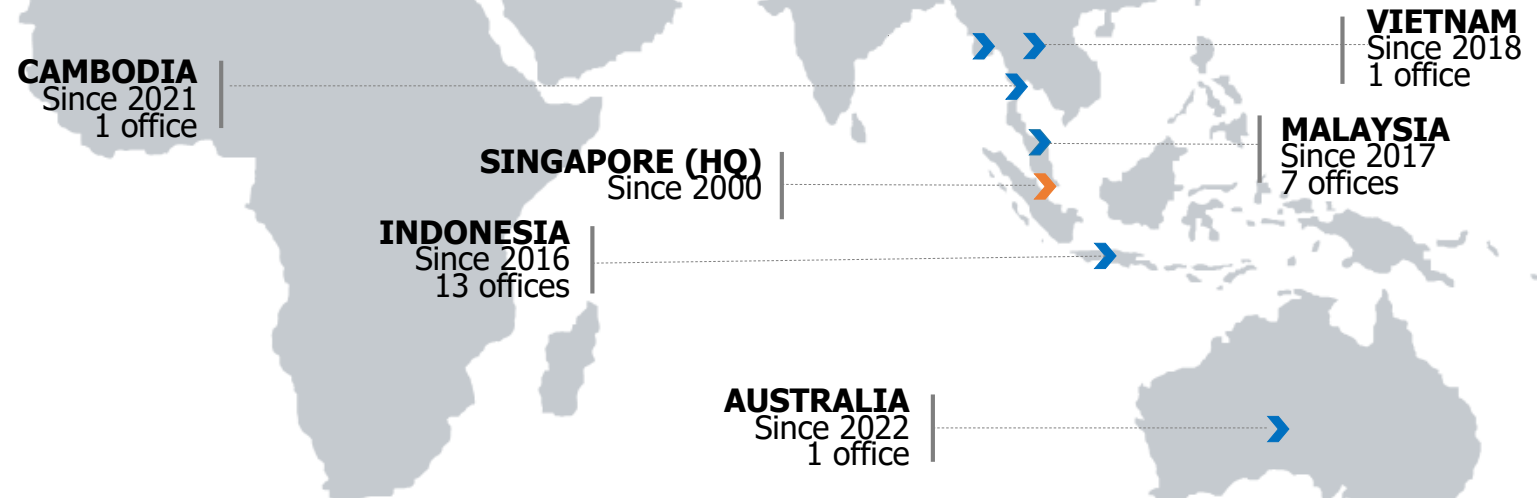 VIETNAM
Since 2018
1 office
CAMBODIA
Since 2021
1 office
MALAYSIA
Since 2017
7 offices
SINGAPORE (HQ)
Since 2000
INDONESIA
Since 2016
13 offices
AUSTRALIA
Since 2022
1 office